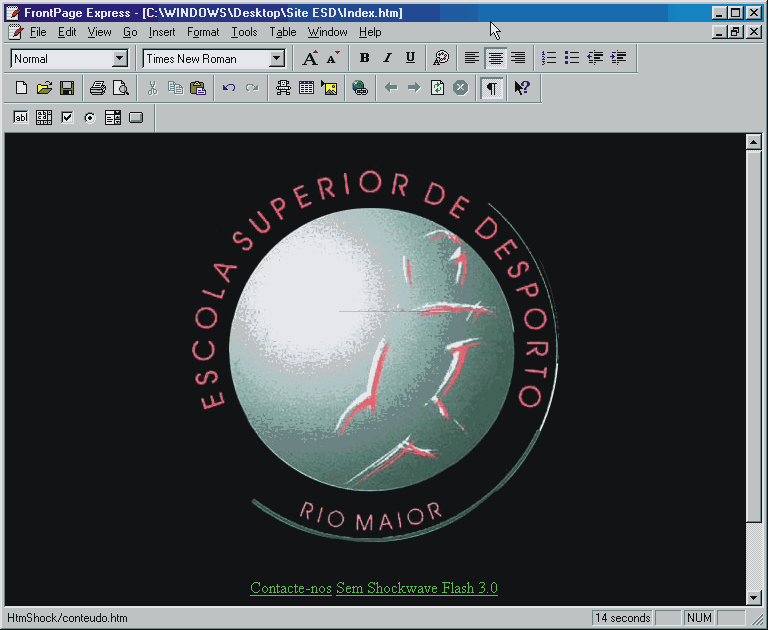 FrontPage Express - [C:\WINDOWS\Desktop\Site ESD\Index.htm]
File Edit View Go Insert Format Tools Table Window Help
Normal Times New Roman A A B I U
abl
ESCOLA SUPERIOR DE DESPORTO
RIO MAIOR
Contacte-nos Sem Shockwave Flash 3.0
HtmShock/conteudo.htm 14 seconds NUM